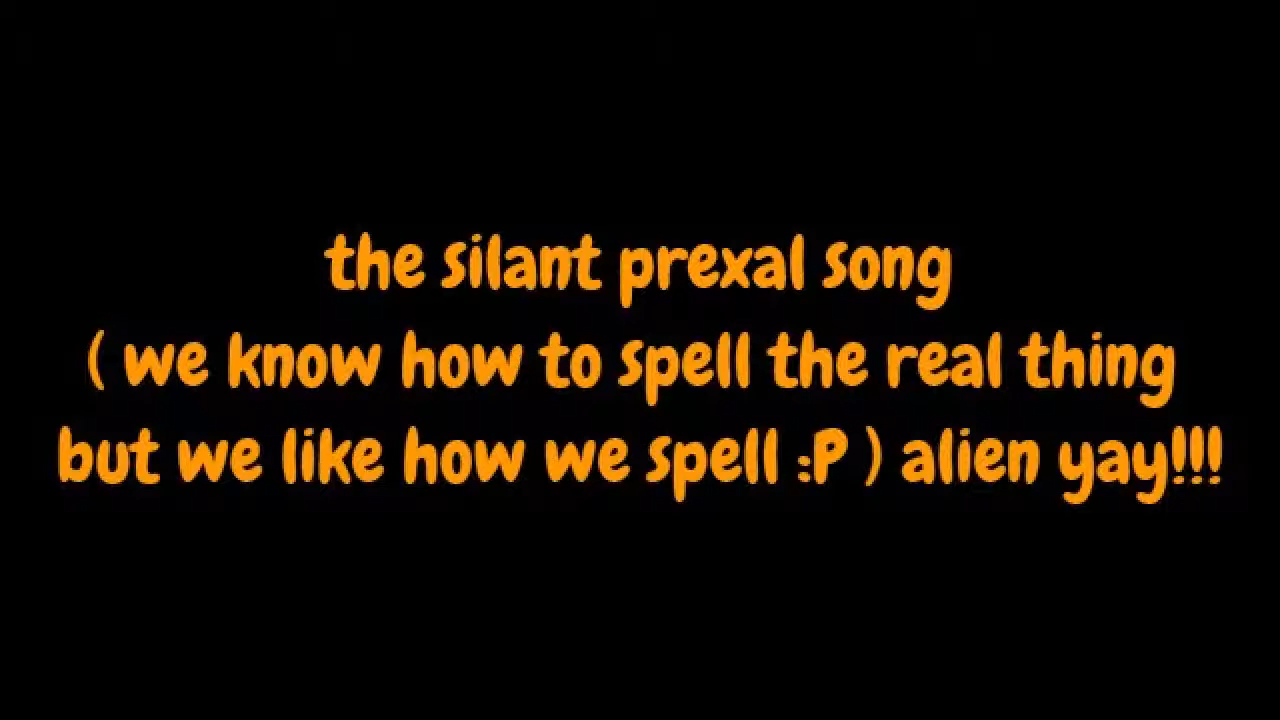 the silant prexal song
( we know how to spell the real thing
but we like how we spell :P ) alien yay!!!